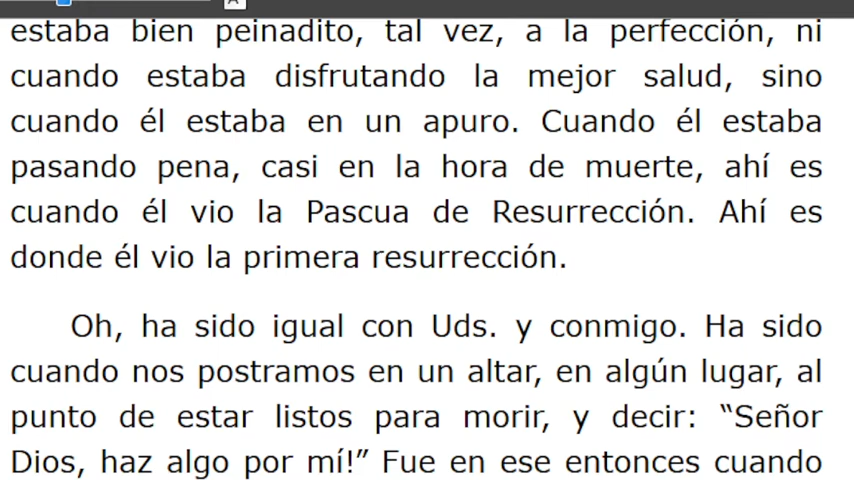 estaba bien peinadito, tal vez, a la perfección, ni
cuando estaba disfrutando la mejor salud, sino
cuando él estaba en un apuro. Cuando él estaba
pasando pena, casi en la hora de muerte, ahí es
cuando él vio la Pascua de Resurrección. Ahí es
donde él vio la primera resurrección.
Oh, ha sido igual con Uds. y conmigo. Ha sido
cuando nos postramos en un altar, en algún lugar, al
punto de estar listos para morir, y decir: “Señor
Dios, haz algo por mí!” Fue en ese entonces cuando